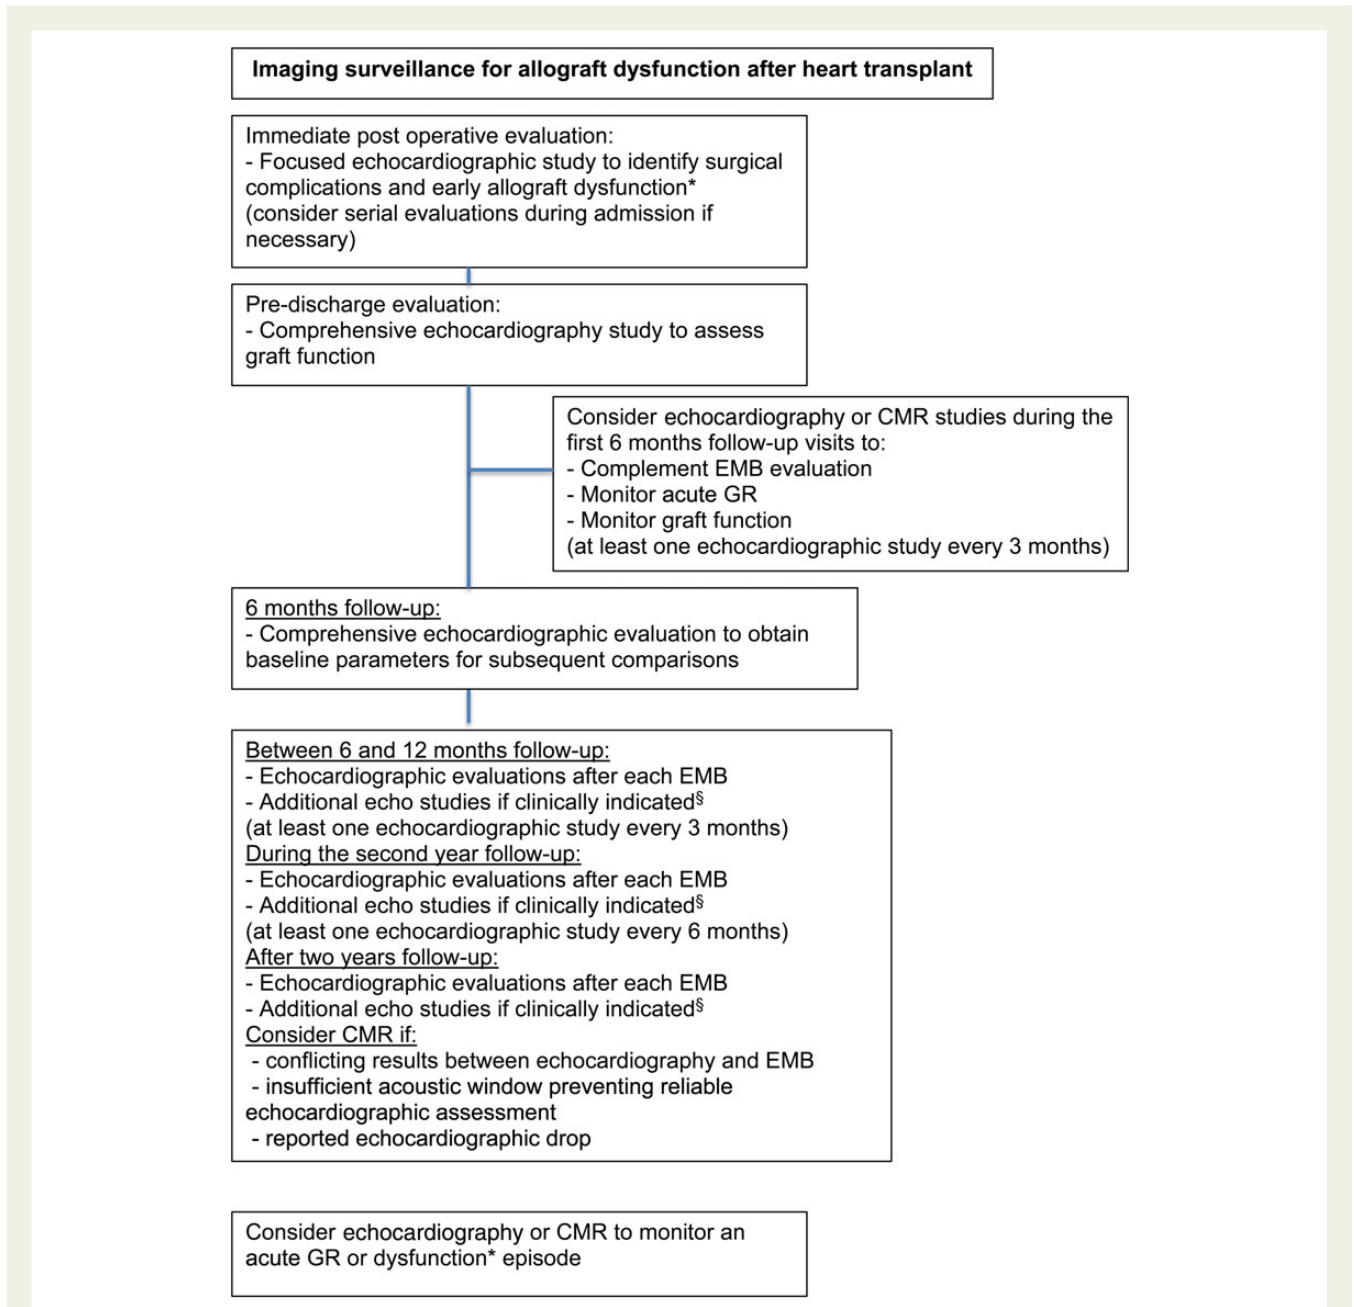 Imaging surveillance for allograft dysfunction after heart transplant
Immediate post operative evaluation:
- Focused echocardiographic study to identify surgical
complications and early allograft dysfunction*
(consider serial evaluations during admission if
necessary)
Pre-discharge evaluation:
- Comprehensive echocardiography study to assess
graft function
Consider echocardiography or CMR studies during the
first 6 months follow-up visits to:
- Complement EMB evaluation
- Monitor acute GR
- Monitor graft function
(at least one echocardiographic study every 3 months)
6 months follow-up:
- Comprehensive echocardiographic evaluation to obtain
baseline parameters for subsequent comparisons
Between 6 and 12 months follow-up:
- Echocardiographic evaluations after each EMB
- Additional echo studies if clinically indicated§
(at least one echocardiographic study every 3 months)
During the second year follow-up:
- Echocardiographic evaluations after each EMB
- Additional echo studies if clinically indicated§
(at least one echocardiographic study every 6 months)
After two years follow-up:
- Echocardiographic evaluations after each EMB
- Additional echo studies if clinically indicated§
Consider CMR if:
- conflicting results between echocardiography and EMB
- insufficient acoustic window preventing reliable
echocardiographic assessment
- reported echocardiographic drop
Consider echocardiography or CMR to monitor an
acute GR or dysfunction* episode